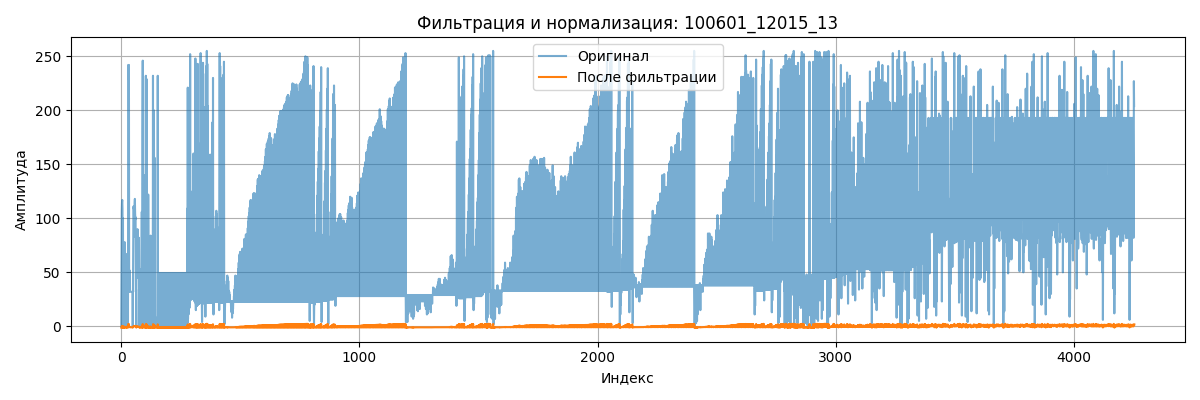 Фильтрация и нормализация: 100601_12015_13
Оригинал
После фильтрации
Амплитуда
250
200
150
100
50
0
0 1000 2000 3000 4000
Индекс